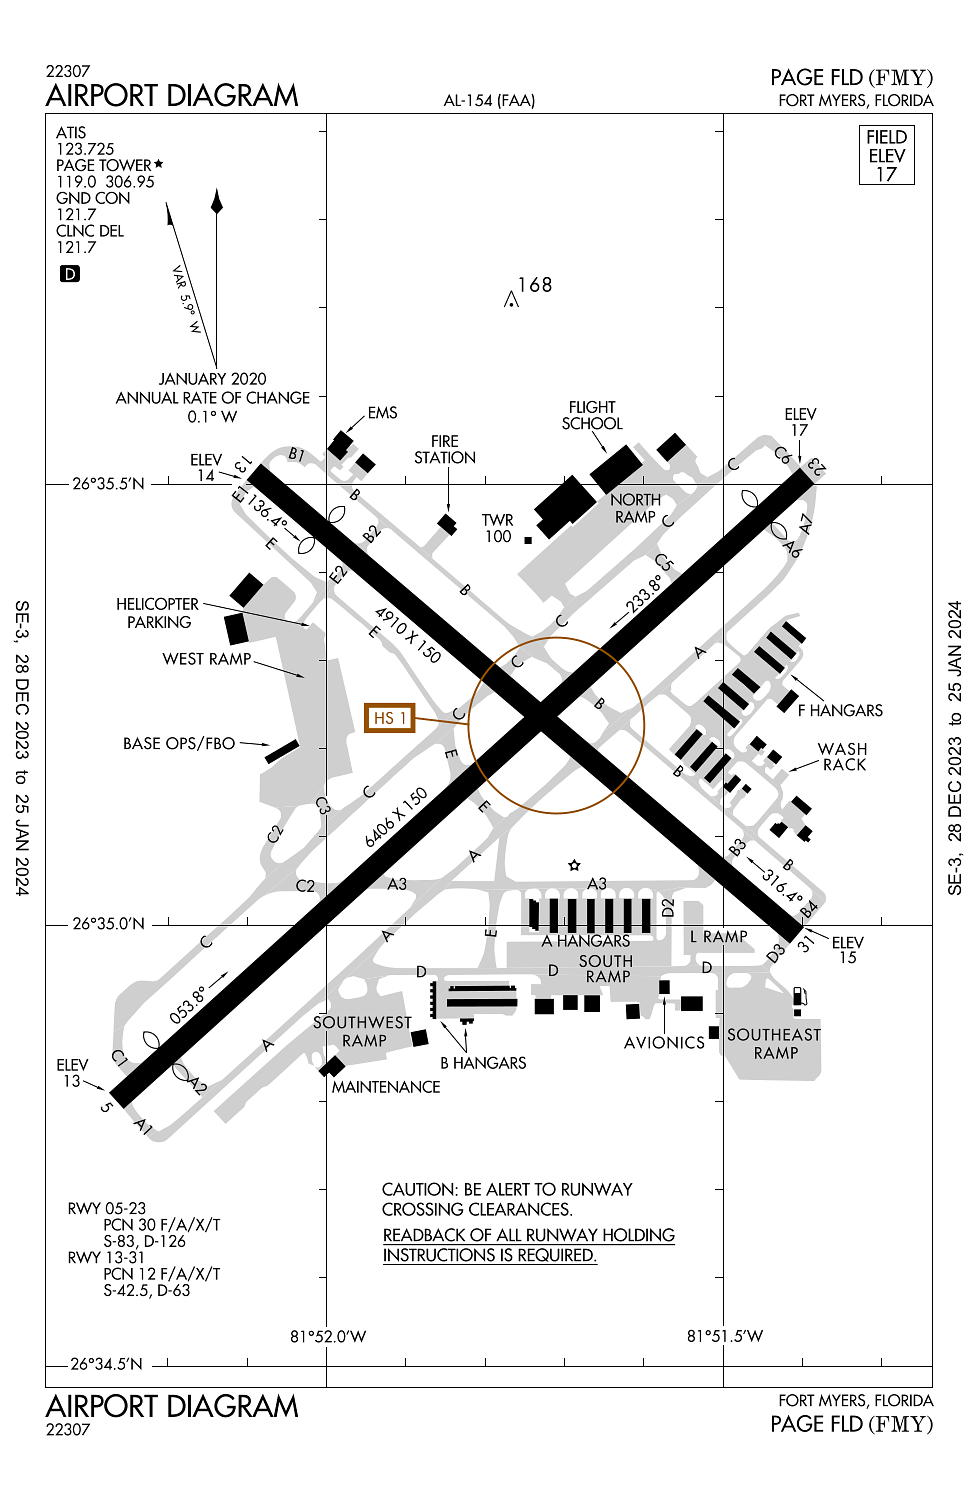 22307
AIRPORT DIAGRAM
AL-154 (FAA)
PAGE FLD (FMY)
FORT MYERS, FLORIDA
ATIS
123.725
PAGE TOWER★
119.0 306.95
GND CON
121.7
CLNC DEL
121.7
D
FIELD
ELEV
17
VAR 5.9° W
JANUARY 2020
ANNUAL RATE OF CHANGE
0.1° W
168
EMS
FIRE
STATION
FLIGHT
SCHOOL
ELEV
17
ELEV
14
13
B1
C
C6
23
26°35.5'N
E1
136.4°
B
B2
TWR
100
NORTH
RAMP
C
A7
A6
E
E2
C5
B
233.8°
HELICOPTER
PARKING
4910 X 150
E
C
C
A
WEST RAMP
B
F HANGARS
HS 1
C
E
BASE OPS/FBO
WASH
RACK
B
C
C3
6406 X 150
E
C2
A
B3
B
316.4°
C2
A3
A3
D2
B4
26°35.0'N
C
A
E
A HANGARS
L RAMP
31
D3
ELEV
15
SOUTH
RAMP
D
D
D
053.8°
SOUTHWEST
RAMP
A
B HANGARS
AVIONICS
SOUTHEAST
RAMP
C1
ELEV
13
A2
MAINTENANCE
5
A1
CAUTION: BE ALERT TO RUNWAY
CROSSING CLEARANCES.
READBACK OF ALL RUNWAY HOLDING
INSTRUCTIONS IS REQUIRED.
RWY 05-23
PCN 30 F/A/X/T
S-83, D-126
RWY 13-31
PCN 12 F/A/X/T
S-42.5, D-63
81°52.0'W
81°51.5'W
26°34.5'N
SE-3, 28 DEC 2023 to 25 JAN 2024
SE-3, 28 DEC 2023 to 25 JAN 2024
AIRPORT DIAGRAM
22307
FORT MYERS, FLORIDA
PAGE FLD (FMY)